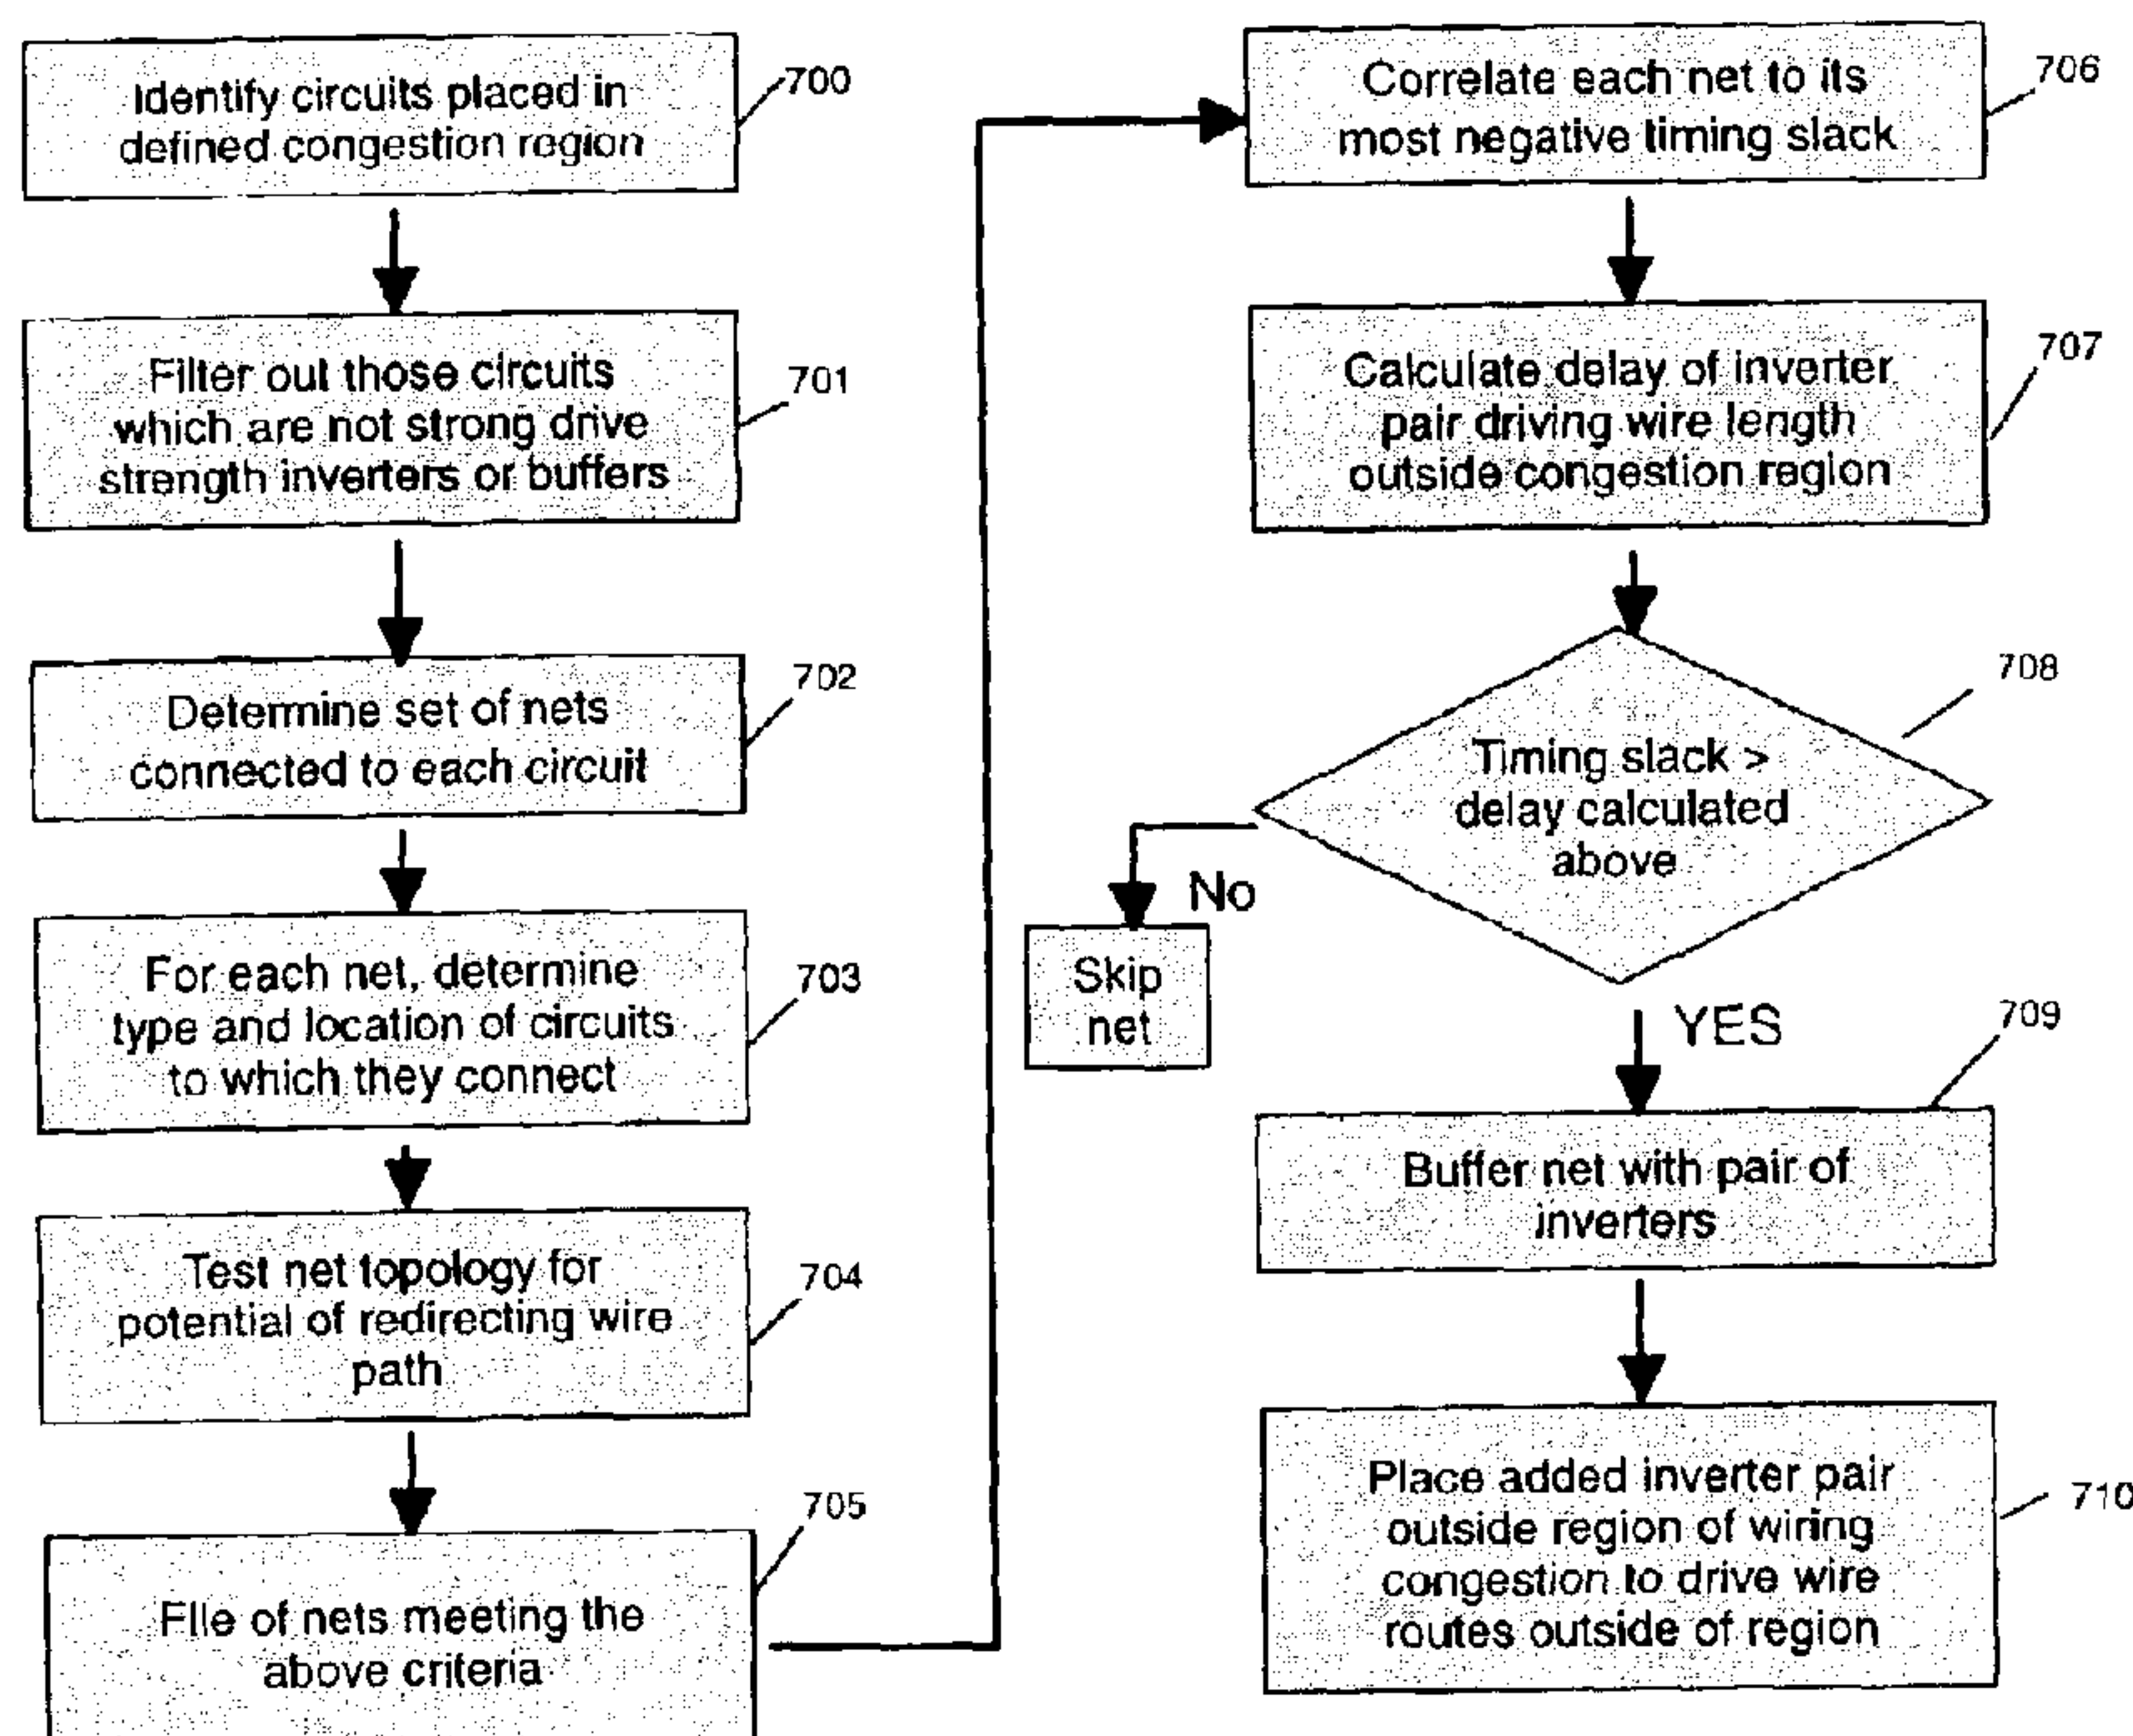 Identify circuits placed in
defined congestion region
700
Filter out those circuits
which are not strong drive
strength inverters or buffers
701
Determine set of nets
connected to each circuit
702
For each net, determine
type and location of circuits
to which they connect
703
Test net topology for
potential of redirecting wire
path
704
File of nets meeting the
above criteria
705
Correlate each net to its
most negative timing slack
706
Calculate delay of inverter
pair driving wire length
outside congestion region
707
Timing slack >
delay calculated
above
708
No
Skip
net
YES
709
Buffer net with pair of
inverters
Place added inverter pair
outside region of wiring
congestion to drive wire
routes outside of region
710